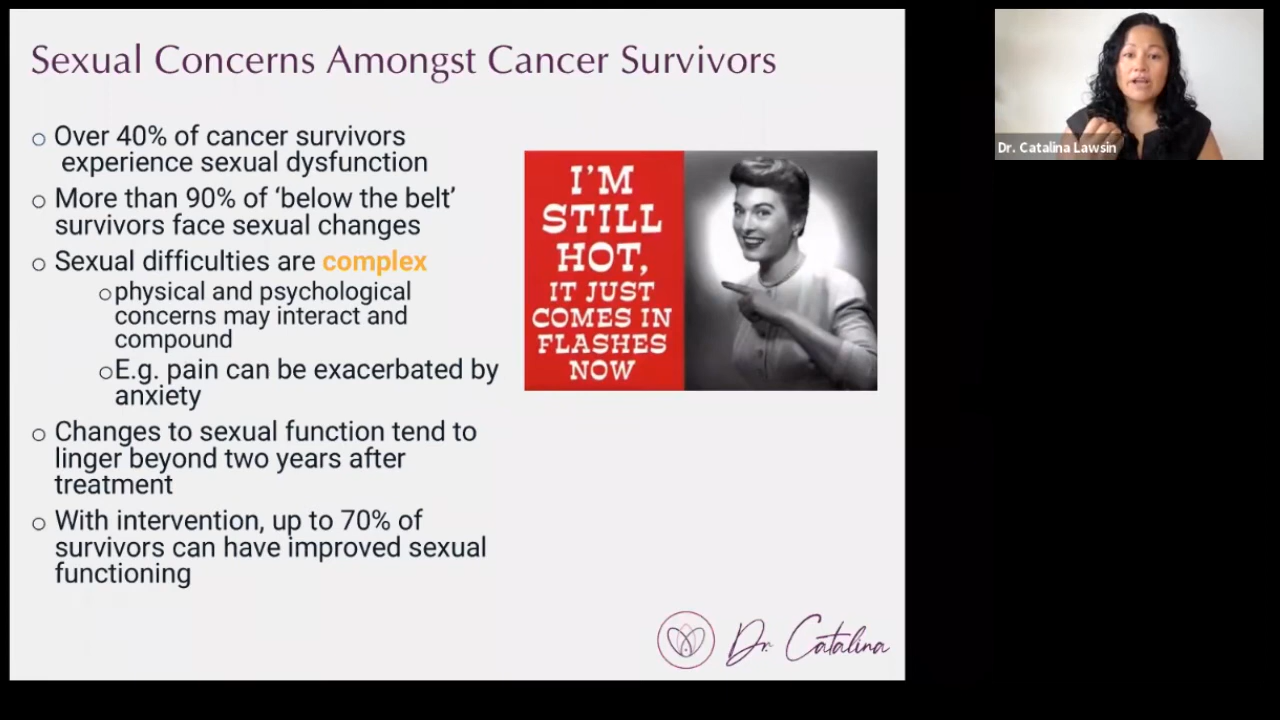 Sexual Concerns Amongst Cancer Survivors
○ Over 40% of cancer survivors
experience sexual dysfunction
○ More than 90% of ‘below the belt’
survivors face sexual changes
○ Sexual difficulties are complex
○physical and psychological
concerns may interact and
compound
○E.g. pain can be exacerbated by
anxiety
○ Changes to sexual function tend to
linger beyond two years after
treatment
○ With intervention, up to 70% of
survivors can have improved sexual
functioning
I'M
STILL
HOT,
IT JUST
COMES IN
FLASHES
NOW
Dr. Catalina
Dr. Catalina Lawsin